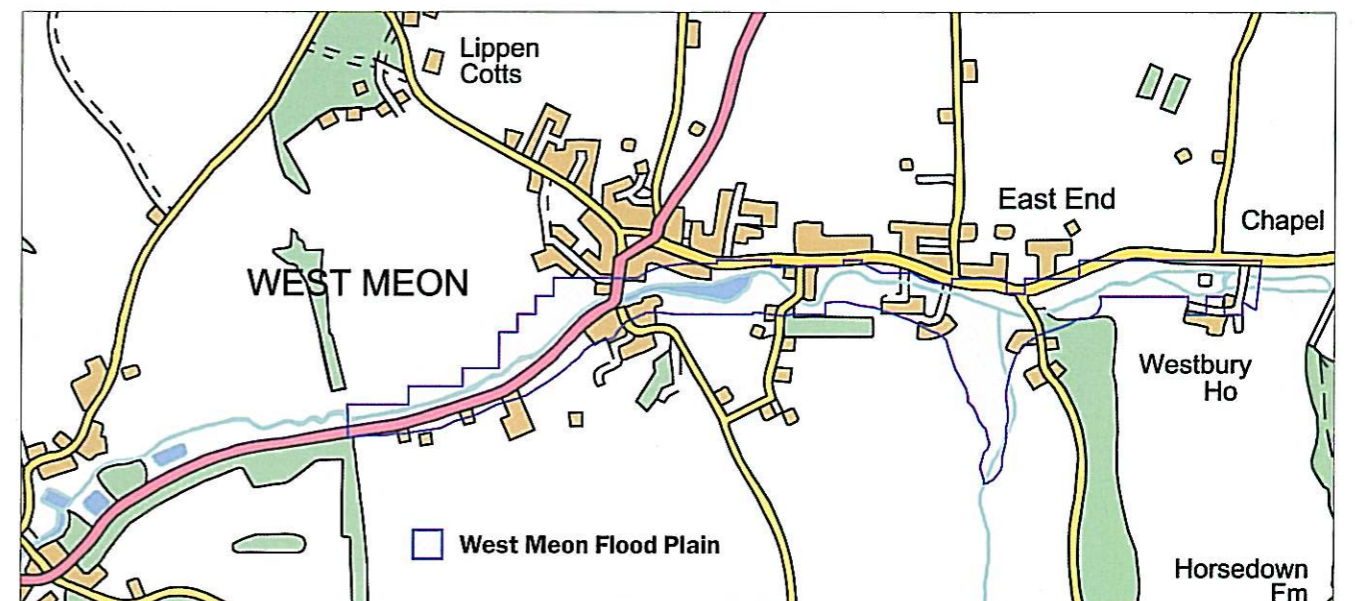 Lippen
Cotts
East End
Chapel
WEST MEON
Westbury
Ho
West Meon Flood Plain
Horsedown
Fm